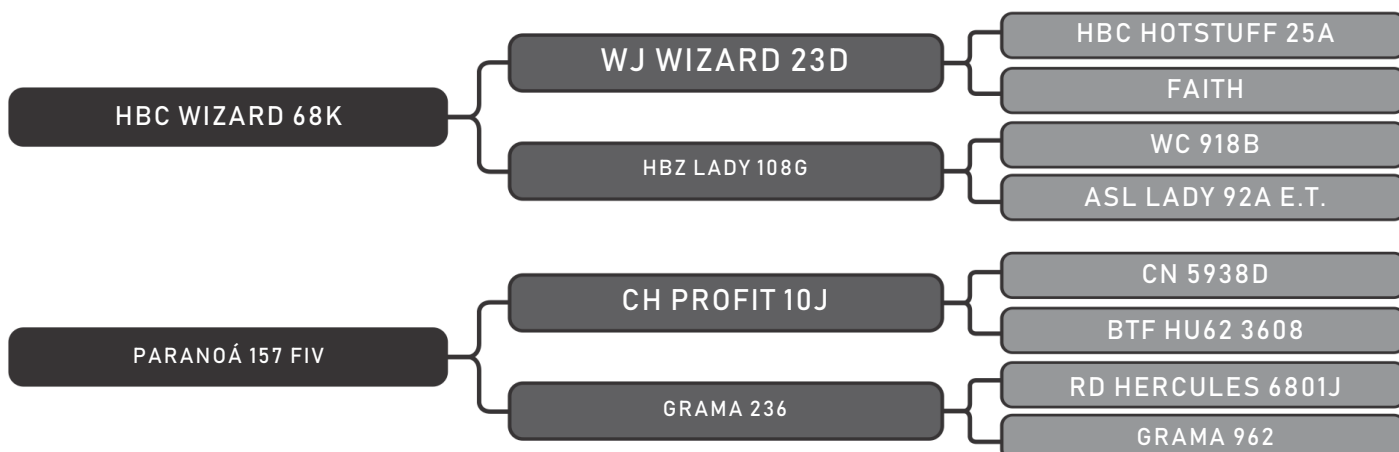 HBC WIZARD 68K
WJ WIZARD 23D
HBC HOTSTUFF 25A
FAITH
HBZ LADY 108G
WC 918B
ASL LADY 92A E.T.
PARANOÁ 157 FIV
CH PROFIT 10J
CN 5938D
BTF HU62 3608
GRAMA 236
RD HERCULES 6801J
GRAMA 962